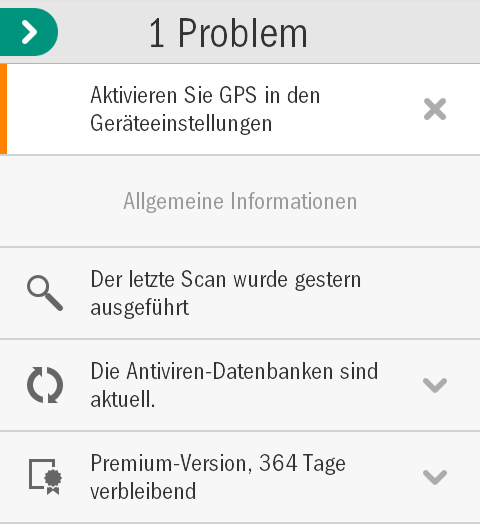 1 Problem
Aktivieren Sie GPS in den
Geräteeinstellungen
Allgemeine Informationen
Der letzte Scan wurde gestern
ausgeführt
Die Antiviren-Datenbanken sind
aktuell.
Premium-Version, 364 Tage
verbleibend